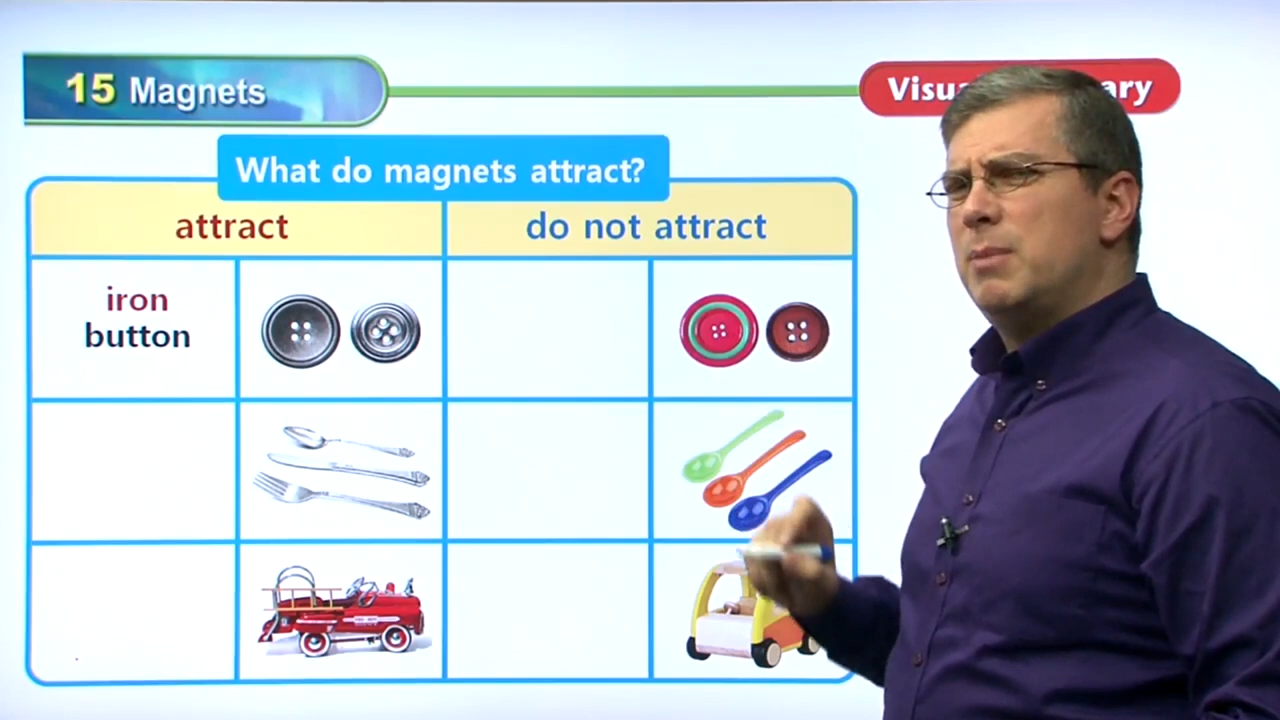 15 Magnets
What do magnets attract?
attract
do not attract
iron
button